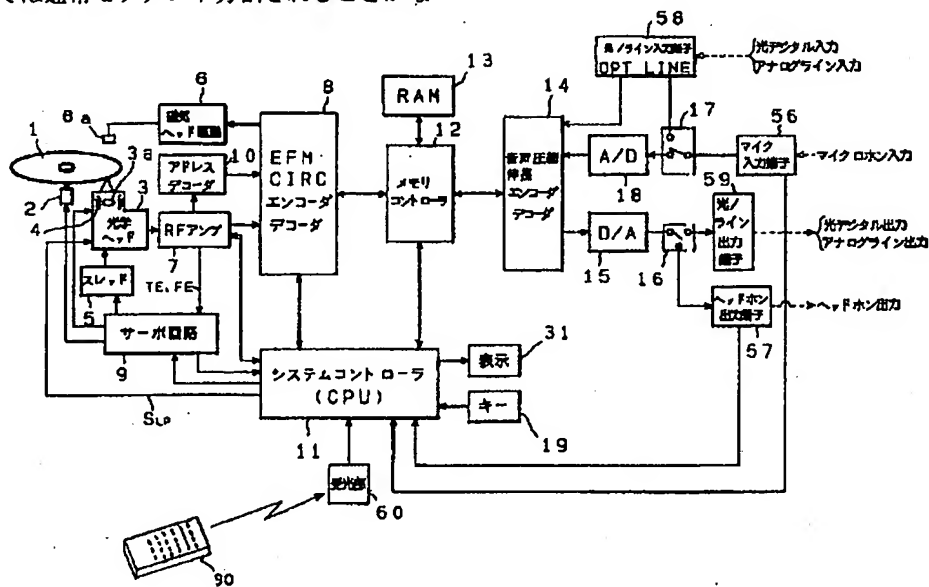 58
光/ライン入力端子
OPT LINE
光デジタル入力
アナログライン入力
13
RAM
6
磁気
ヘッド駆動
6a
8
EFM・
CIRC
エンコーダ
デコーダ
12
メモリ
コントローラ
14
音声圧縮
伸長
エンコーダ
デコーダ
17
56
マイク
入力端子
マイクロホン入力
1
3a
10
アドレス
デコーダ
A/D
18
59
光/
ライン
出力
端子
光デジタル出力
アナログライン出力
2
4
3
光学
ヘッド
RFアンプ
7
D/A
15
16
スレッド
5
TE、FE
ヘッドホン
出力端子
57
ヘッドホン出力
サーボ回路
9
システムコントローラ
(CPU)
11
31
表示
キー
19
SLP
受光部
60
90